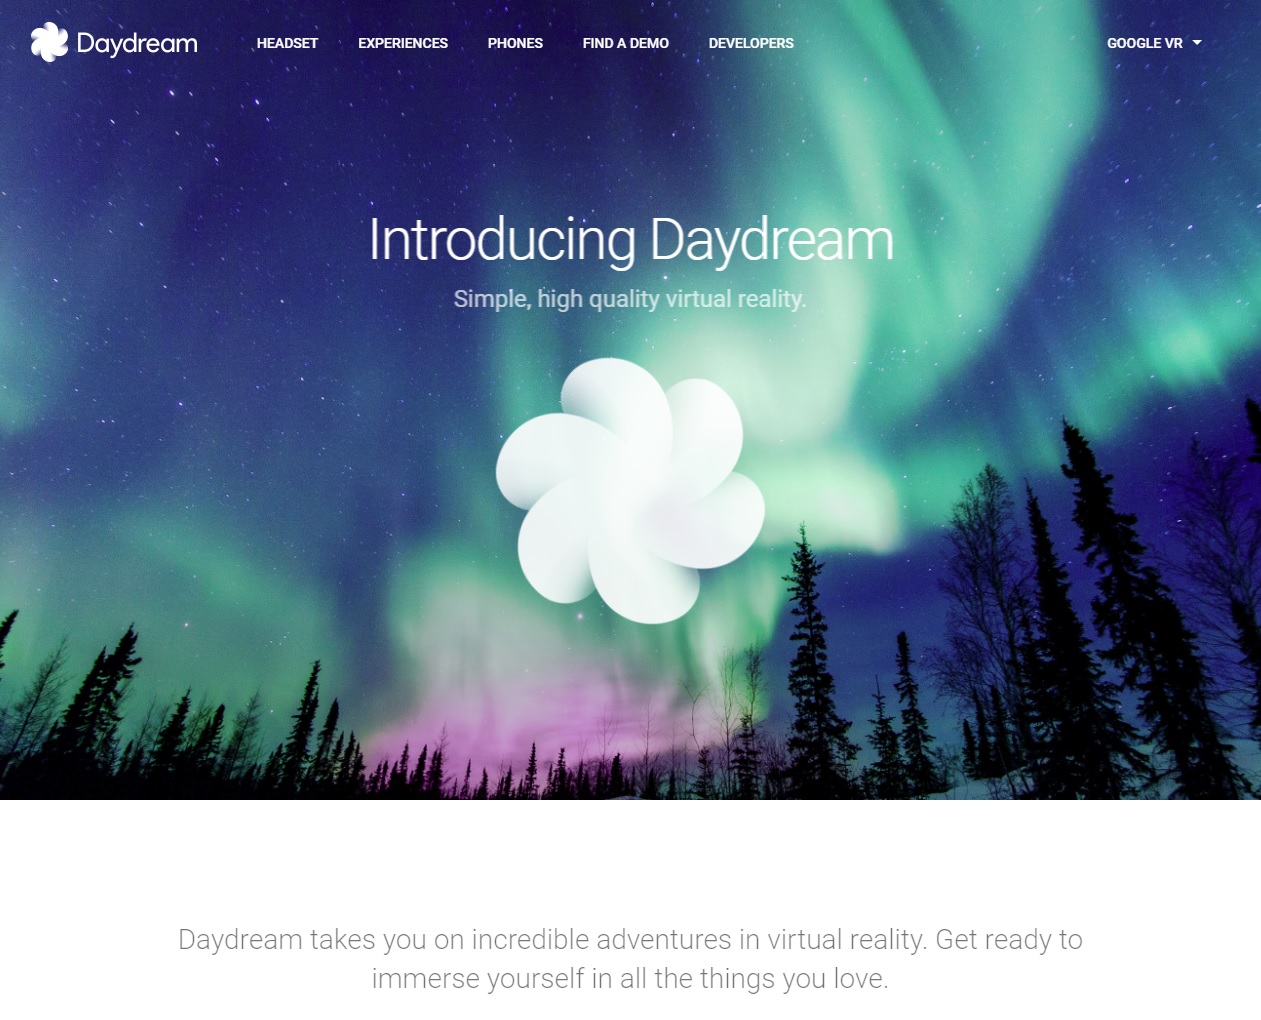 Daydream HEADSET EXPERIENCES PHONES FIND A DEMO DEVELOPERS GOOGLE VR
Introducing Daydream
Simple, high quality virtual reality.
Daydream takes you on incredible adventures in virtual reality. Get ready to
immerse yourself in all the things you love.